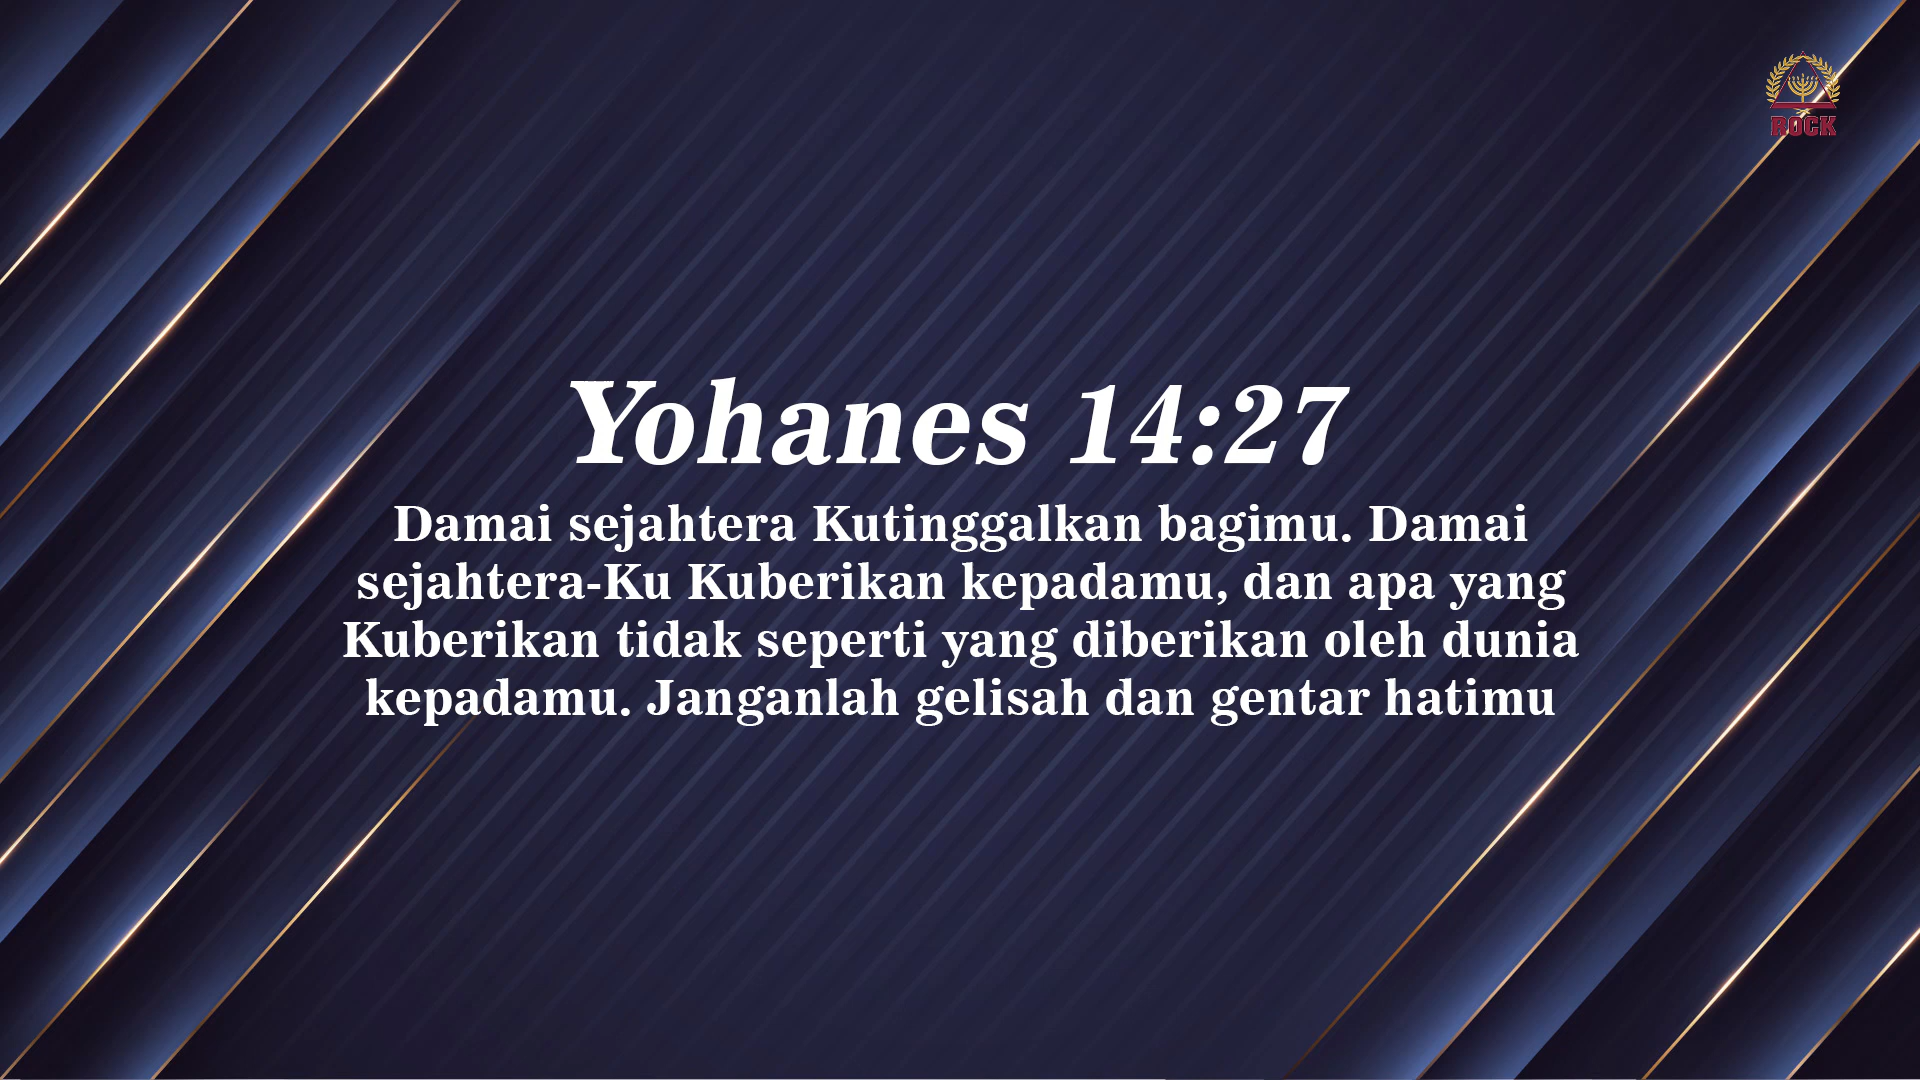 ROCK
Yohanes 14:27
Damai sejahtera Kutinggalkan bagimu. Damai
sejahtera-Ku Kuberikan kepadamu, dan apa yang
Kuberikan tidak seperti yang diberikan oleh dunia
kepadamu. Janganlah gelisah dan gentar hatimu